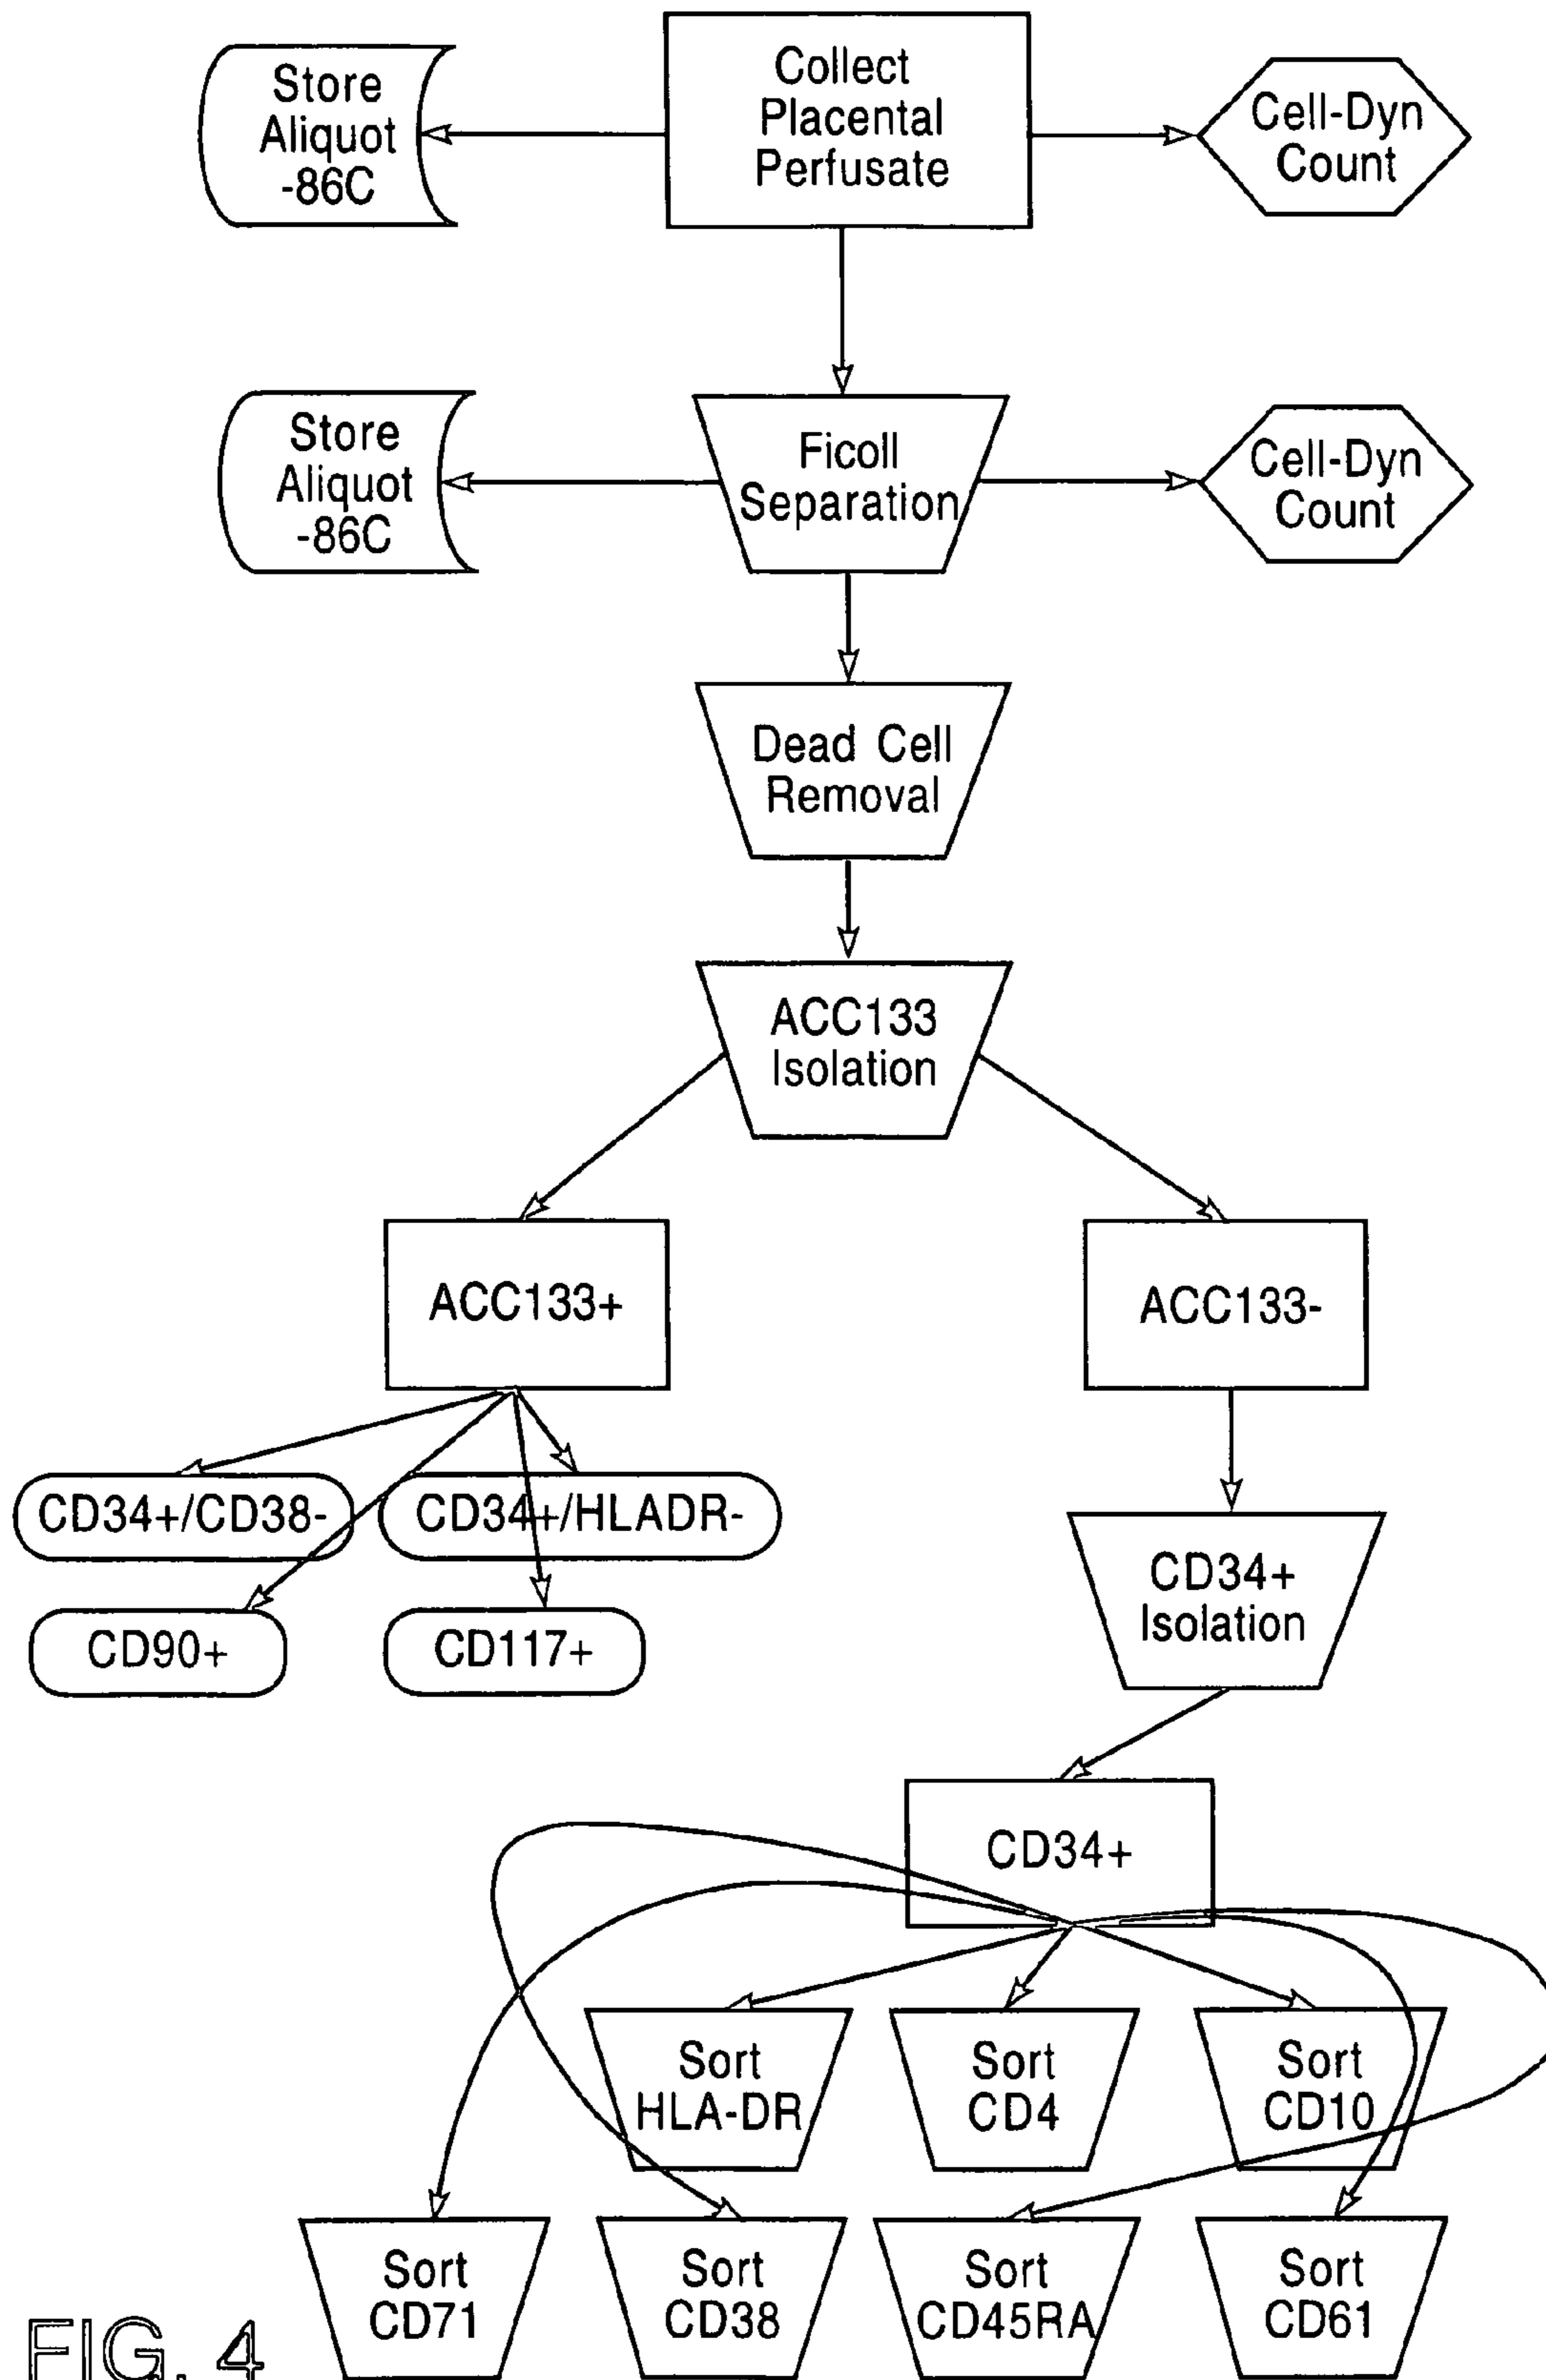 Store
Aliquot
-86C
Collect
Placental
Perfusate
Cell-Dyn
Count
Store
Aliquot
-86C
Ficoll
Separation
Cell-Dyn
Count
Dead Cell
Removal
ACC133
Isolation
ACC133+
ACC133-
CD34+/CD38-
CD34+/HLADR-
CD90+
CD117+
CD34+
Isolation
CD34+
Sort
HLA-DR
Sort
CD4
Sort
CD10
Sort
CD71
Sort
CD38
Sort
CD45RA
Sort
CD61
FIG. 4